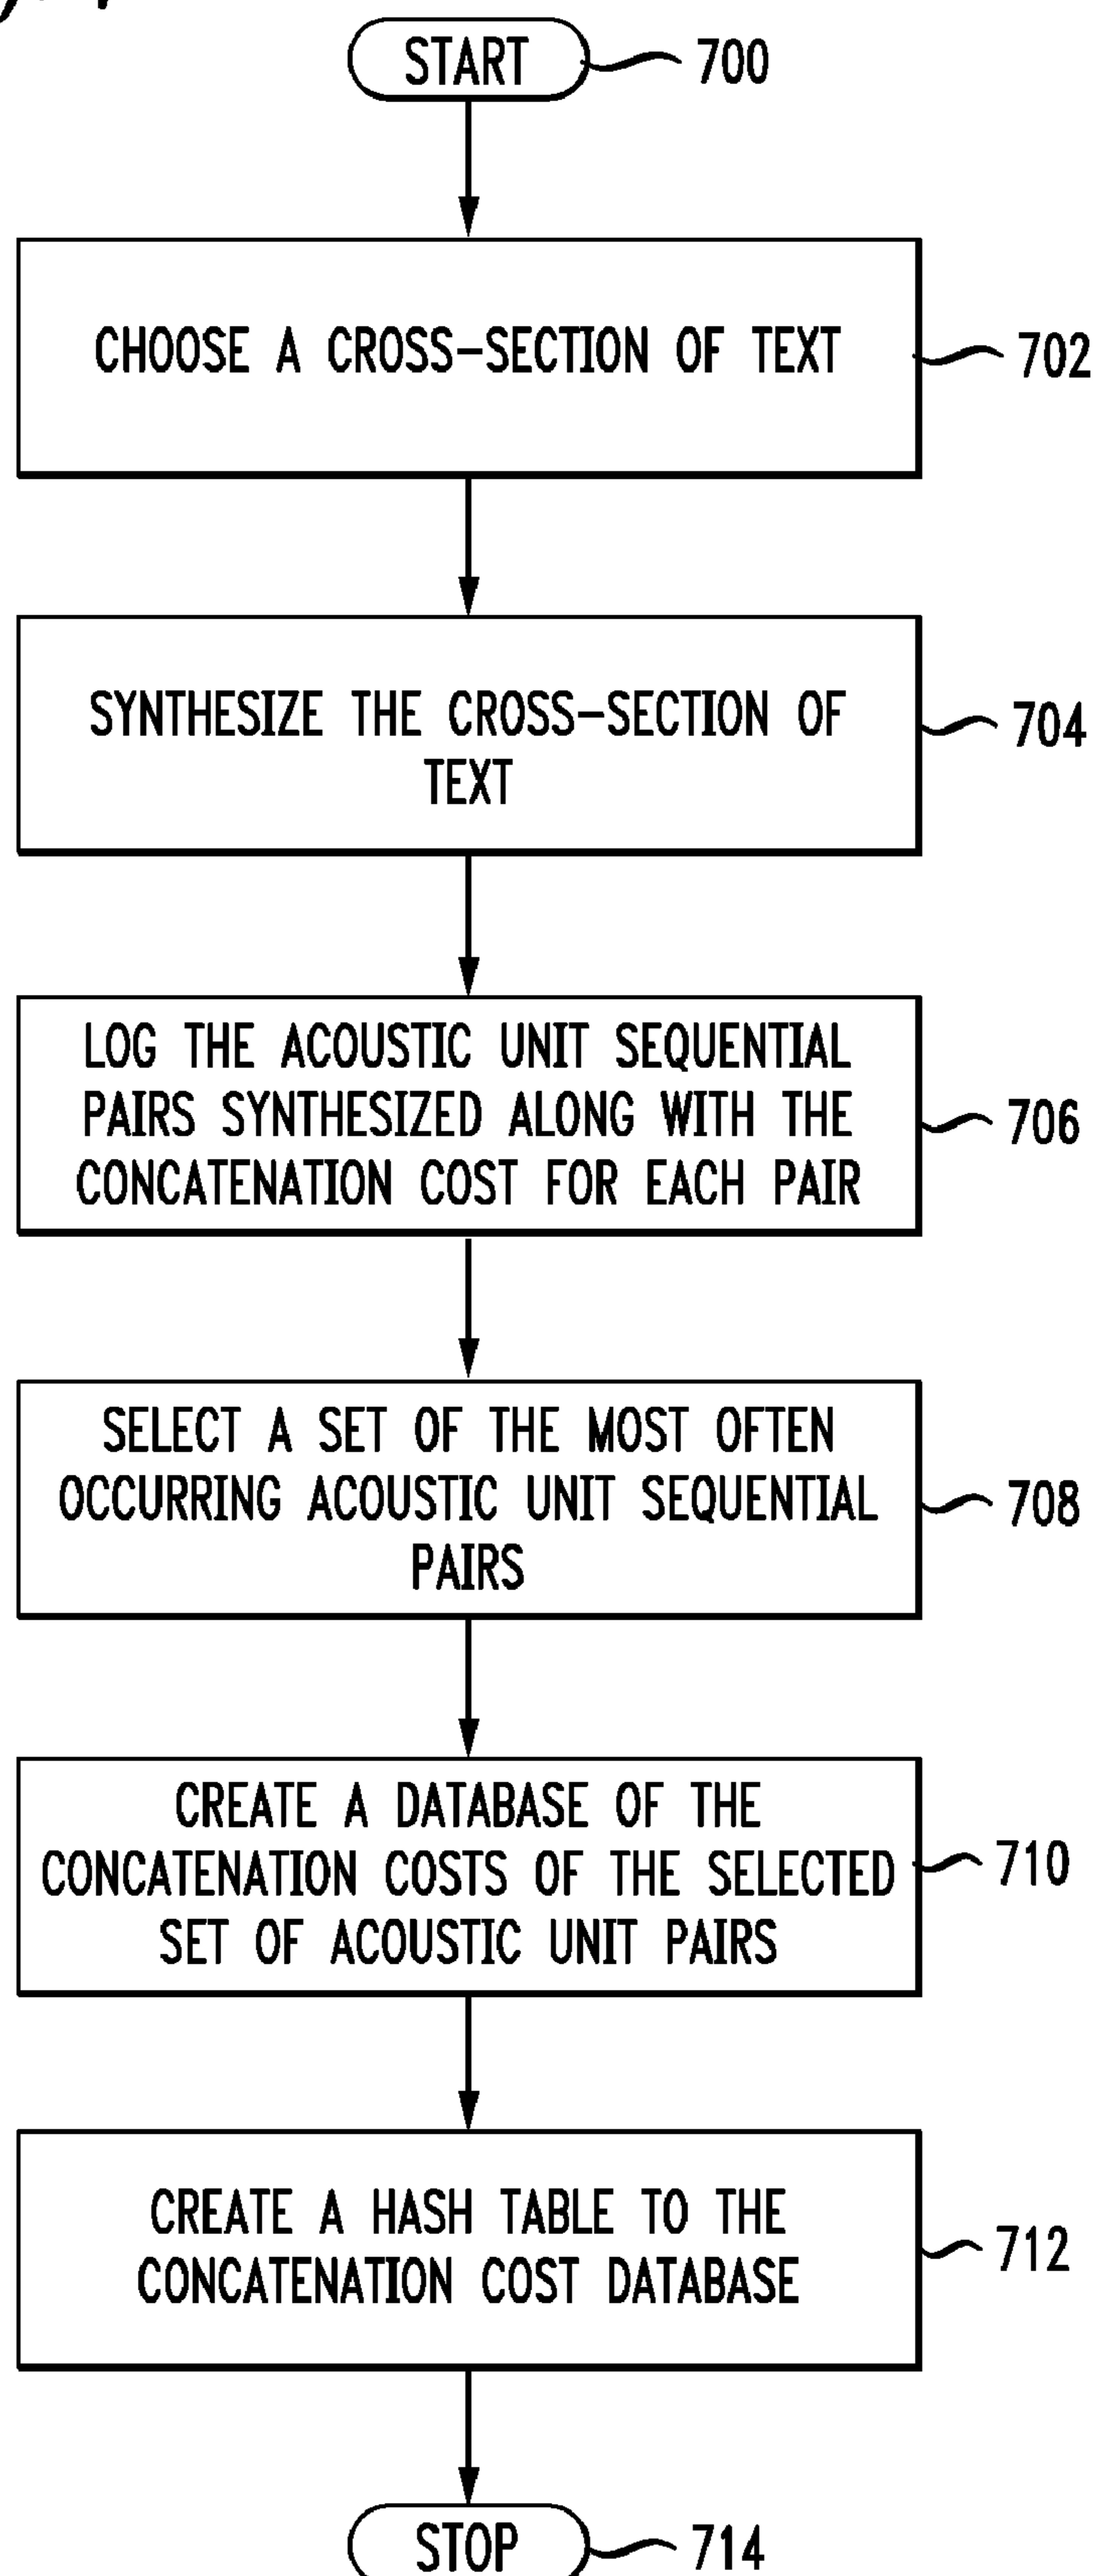 START
700
CHOOSE A CROSS-SECTION OF TEXT
702
SYNTHESIZE THE CROSS-SECTION OF
TEXT
704
LOG THE ACOUSTIC UNIT SEQUENTIAL
PAIRS SYNTHESIZED ALONG WITH THE
CONCATENATION COST FOR EACH PAIR
706
SELECT A SET OF THE MOST OFTEN
OCCURRING ACOUSTIC UNIT SEQUENTIAL
PAIRS
708
CREATE A DATABASE OF THE
CONCATENATION COSTS OF THE SELECTED
SET OF ACOUSTIC UNIT PAIRS
710
CREATE A HASH TABLE TO THE
CONCATENATION COST DATABASE
712
STOP
714